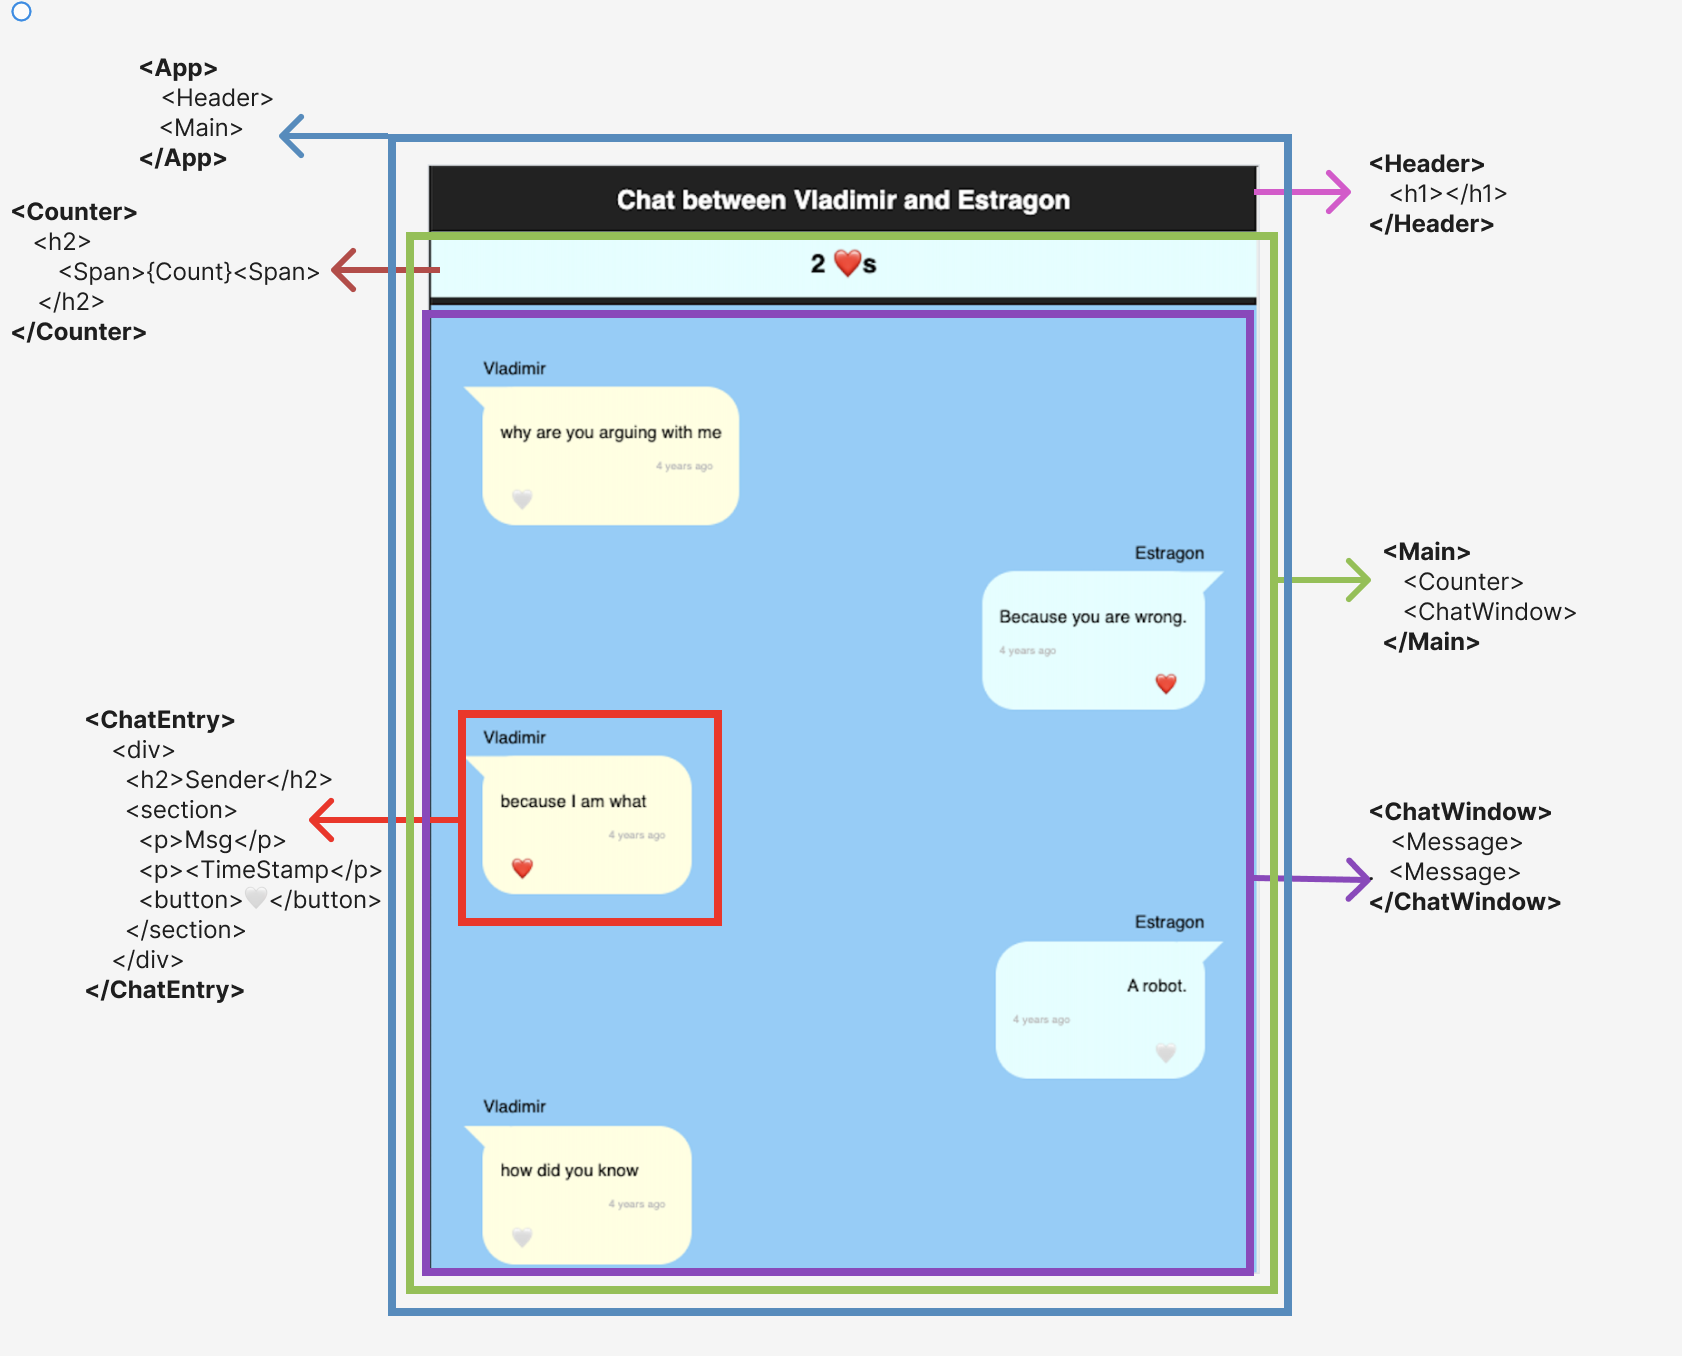 <App>
<Header>
<Main>
</App>
<Counter>
<h2>
<Span>{Count}<Span>
</h2>
</Counter>
<ChatEntry>
<div>
<h2>Sender</h2>
<section>
<p>Msg</p>
<p><TimeStamp</p>
<button>🤍</button>
</section>
</div>
</ChatEntry>
Chat between Vladimir and Estragon
2 ❤️s
Vladimir
why are you arguing with me
4 years ago
🤍
Estragon
Because you are wrong.
4 years ago
❤️
Vladimir
because I am what
4 years ago
❤️
Estragon
A robot.
4 years ago
🤍
Vladimir
how did you know
4 years ago
🤍
<Header>
<h1></h1>
</Header>
<Main>
<Counter>
<ChatWindow>
</Main>
<ChatWindow>
<Message>
<Message>
</ChatWindow>